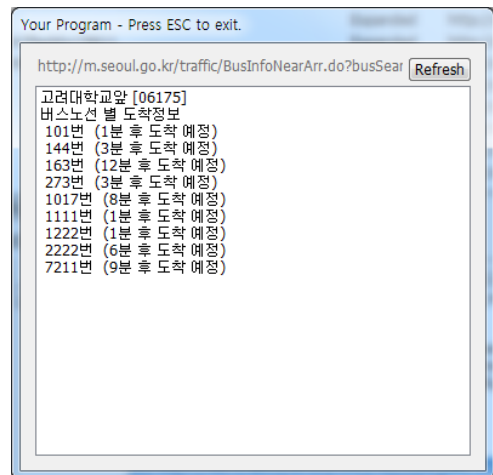 Your Program - Press ESC to exit.
http://m.seoul.go.kr/traffic/BusInfoNearArr.do?busSear
Refresh
고려대학교앞 [06175]
버스노선 별 도착정보
101번 (1분 후 도착 예정)
144번 (3분 후 도착 예정)
163번 (12분 후 도착 예정)
273번 (3분 후 도착 예정)
1017번 (8분 후 도착 예정)
1111번 (1분 후 도착 예정)
1222번 (1분 후 도착 예정)
2222번 (6분 후 도착 예정)
7211번 (9분 후 도착 예정)